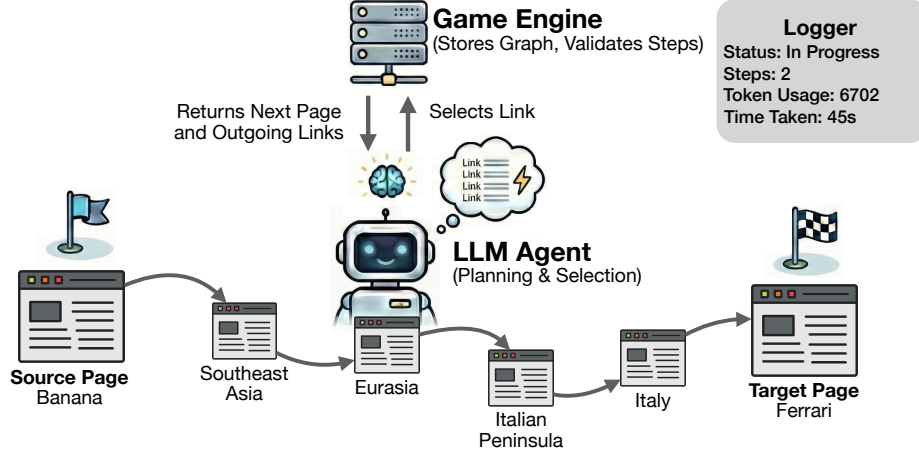 Game Engine
(Stores Graph, Validates Steps)
Logger
Status: In Progress
Steps: 2
Token Usage: 6702
Time Taken: 45s
Returns Next Page
and Outgoing Links
Selects Link
Link
Link
Link
Link
LLM Agent
(Planning & Selection)
Source Page
Banana
Southeast
Asia
Eurasia
Italian
Peninsula
Italy
Target Page
Ferrari